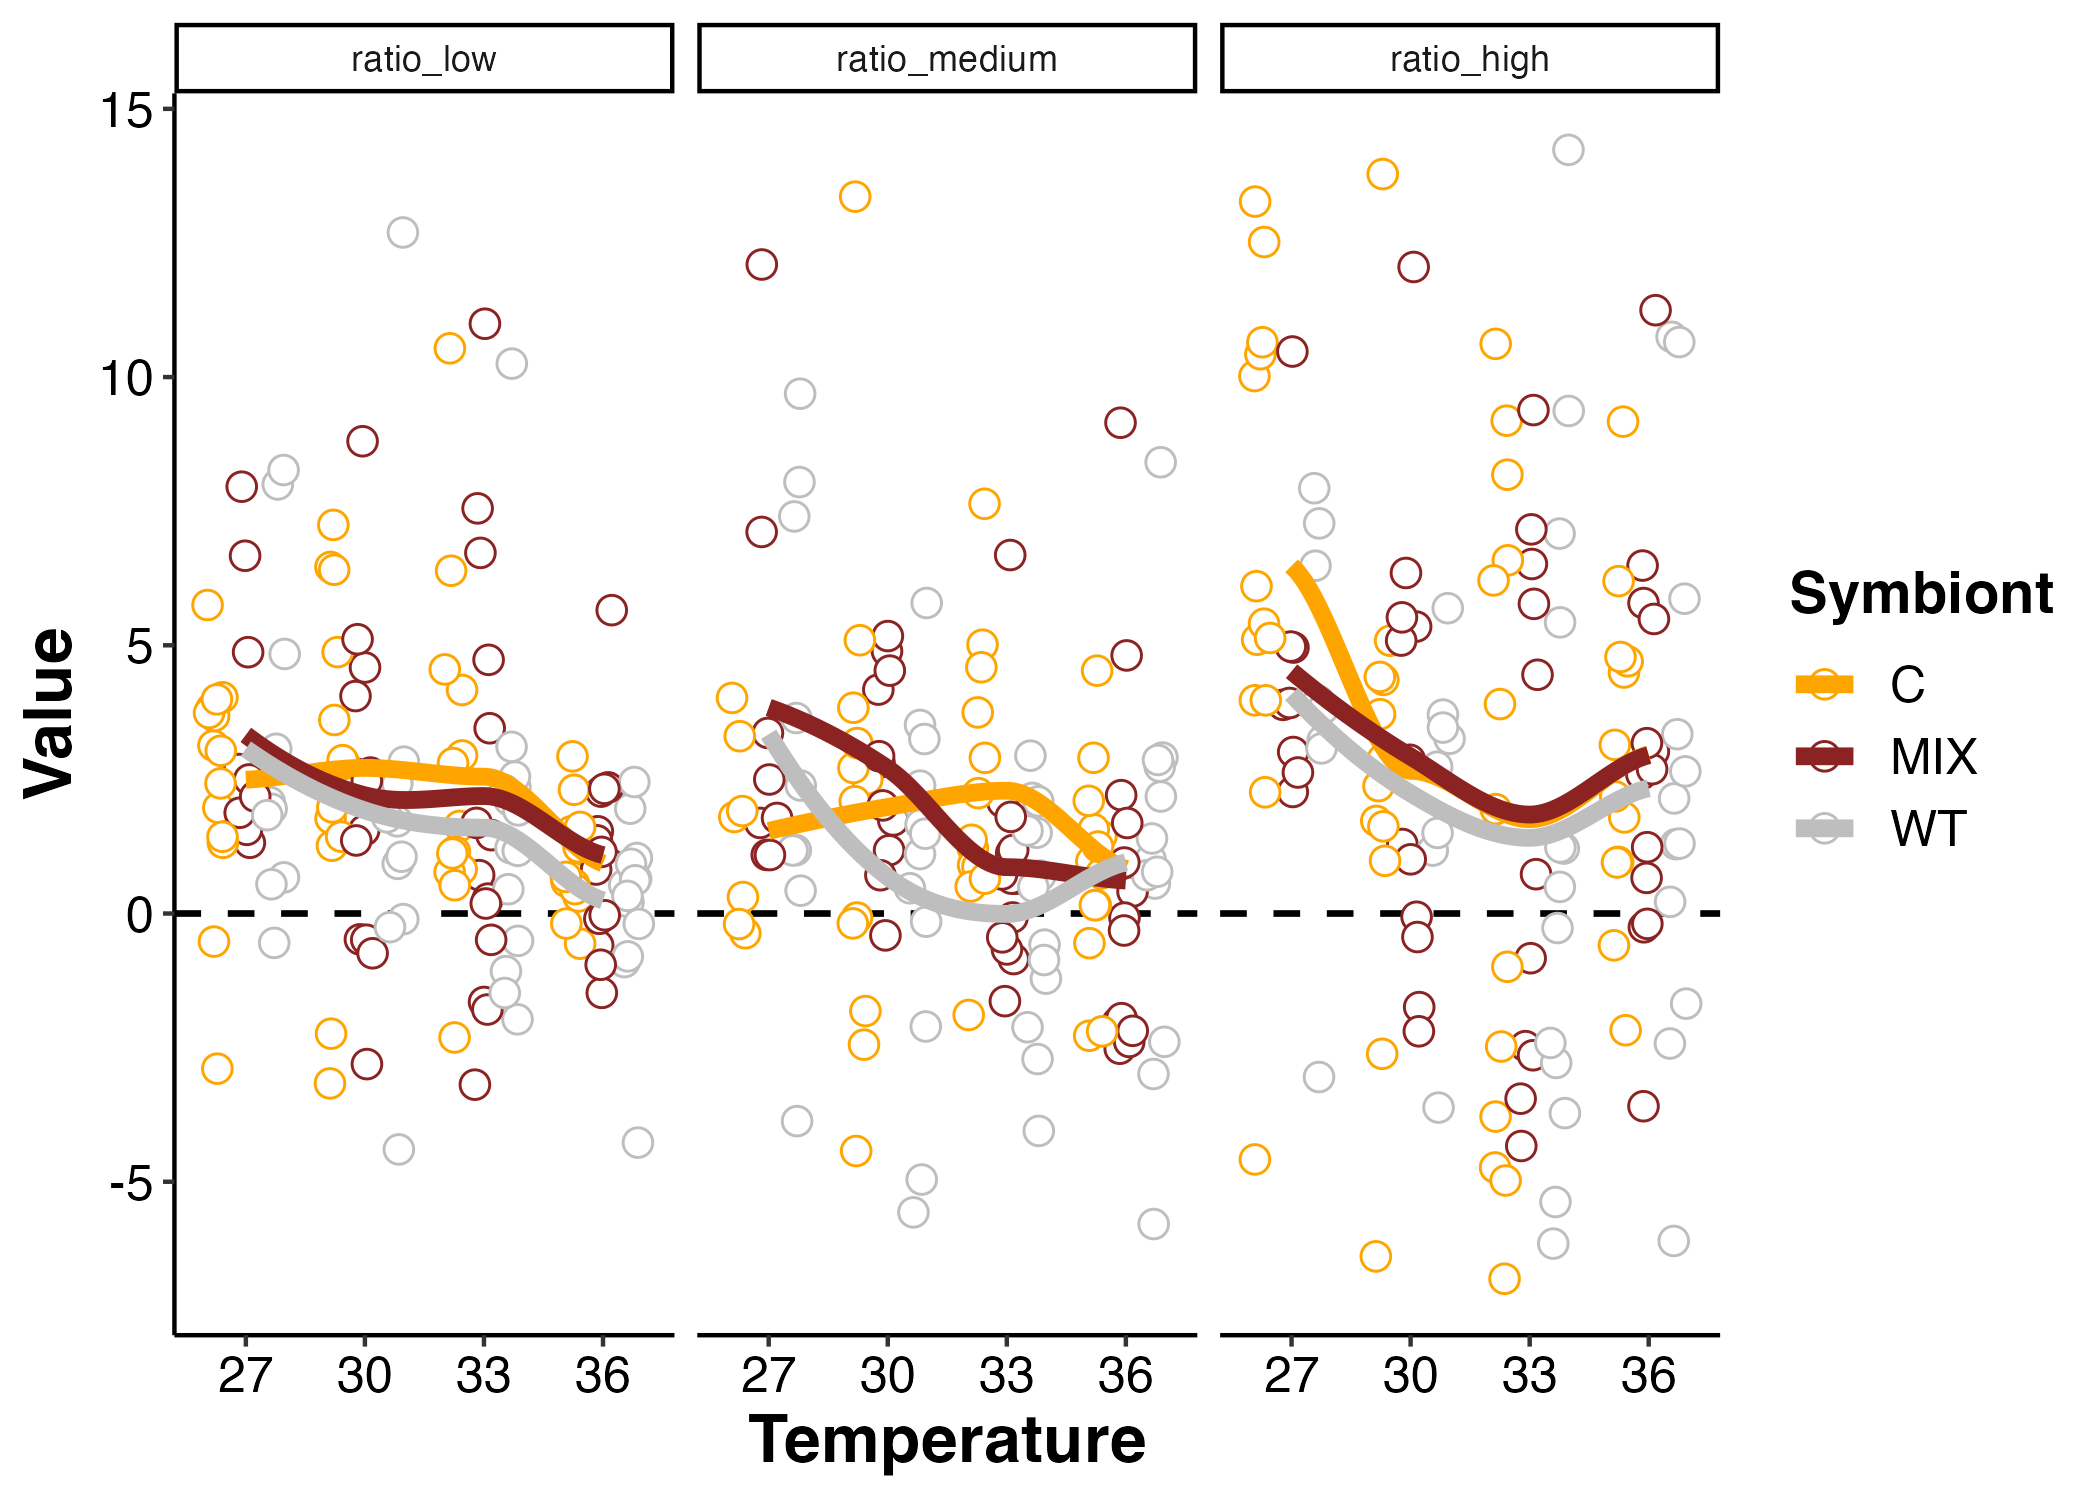 ratio_low
ratio_medium
ratio_high
15
10
5
0
-5
Value
27
30
33
36
27
30
33
36
27
30
33
36
Temperature
Symbiont
C
MIX
WT